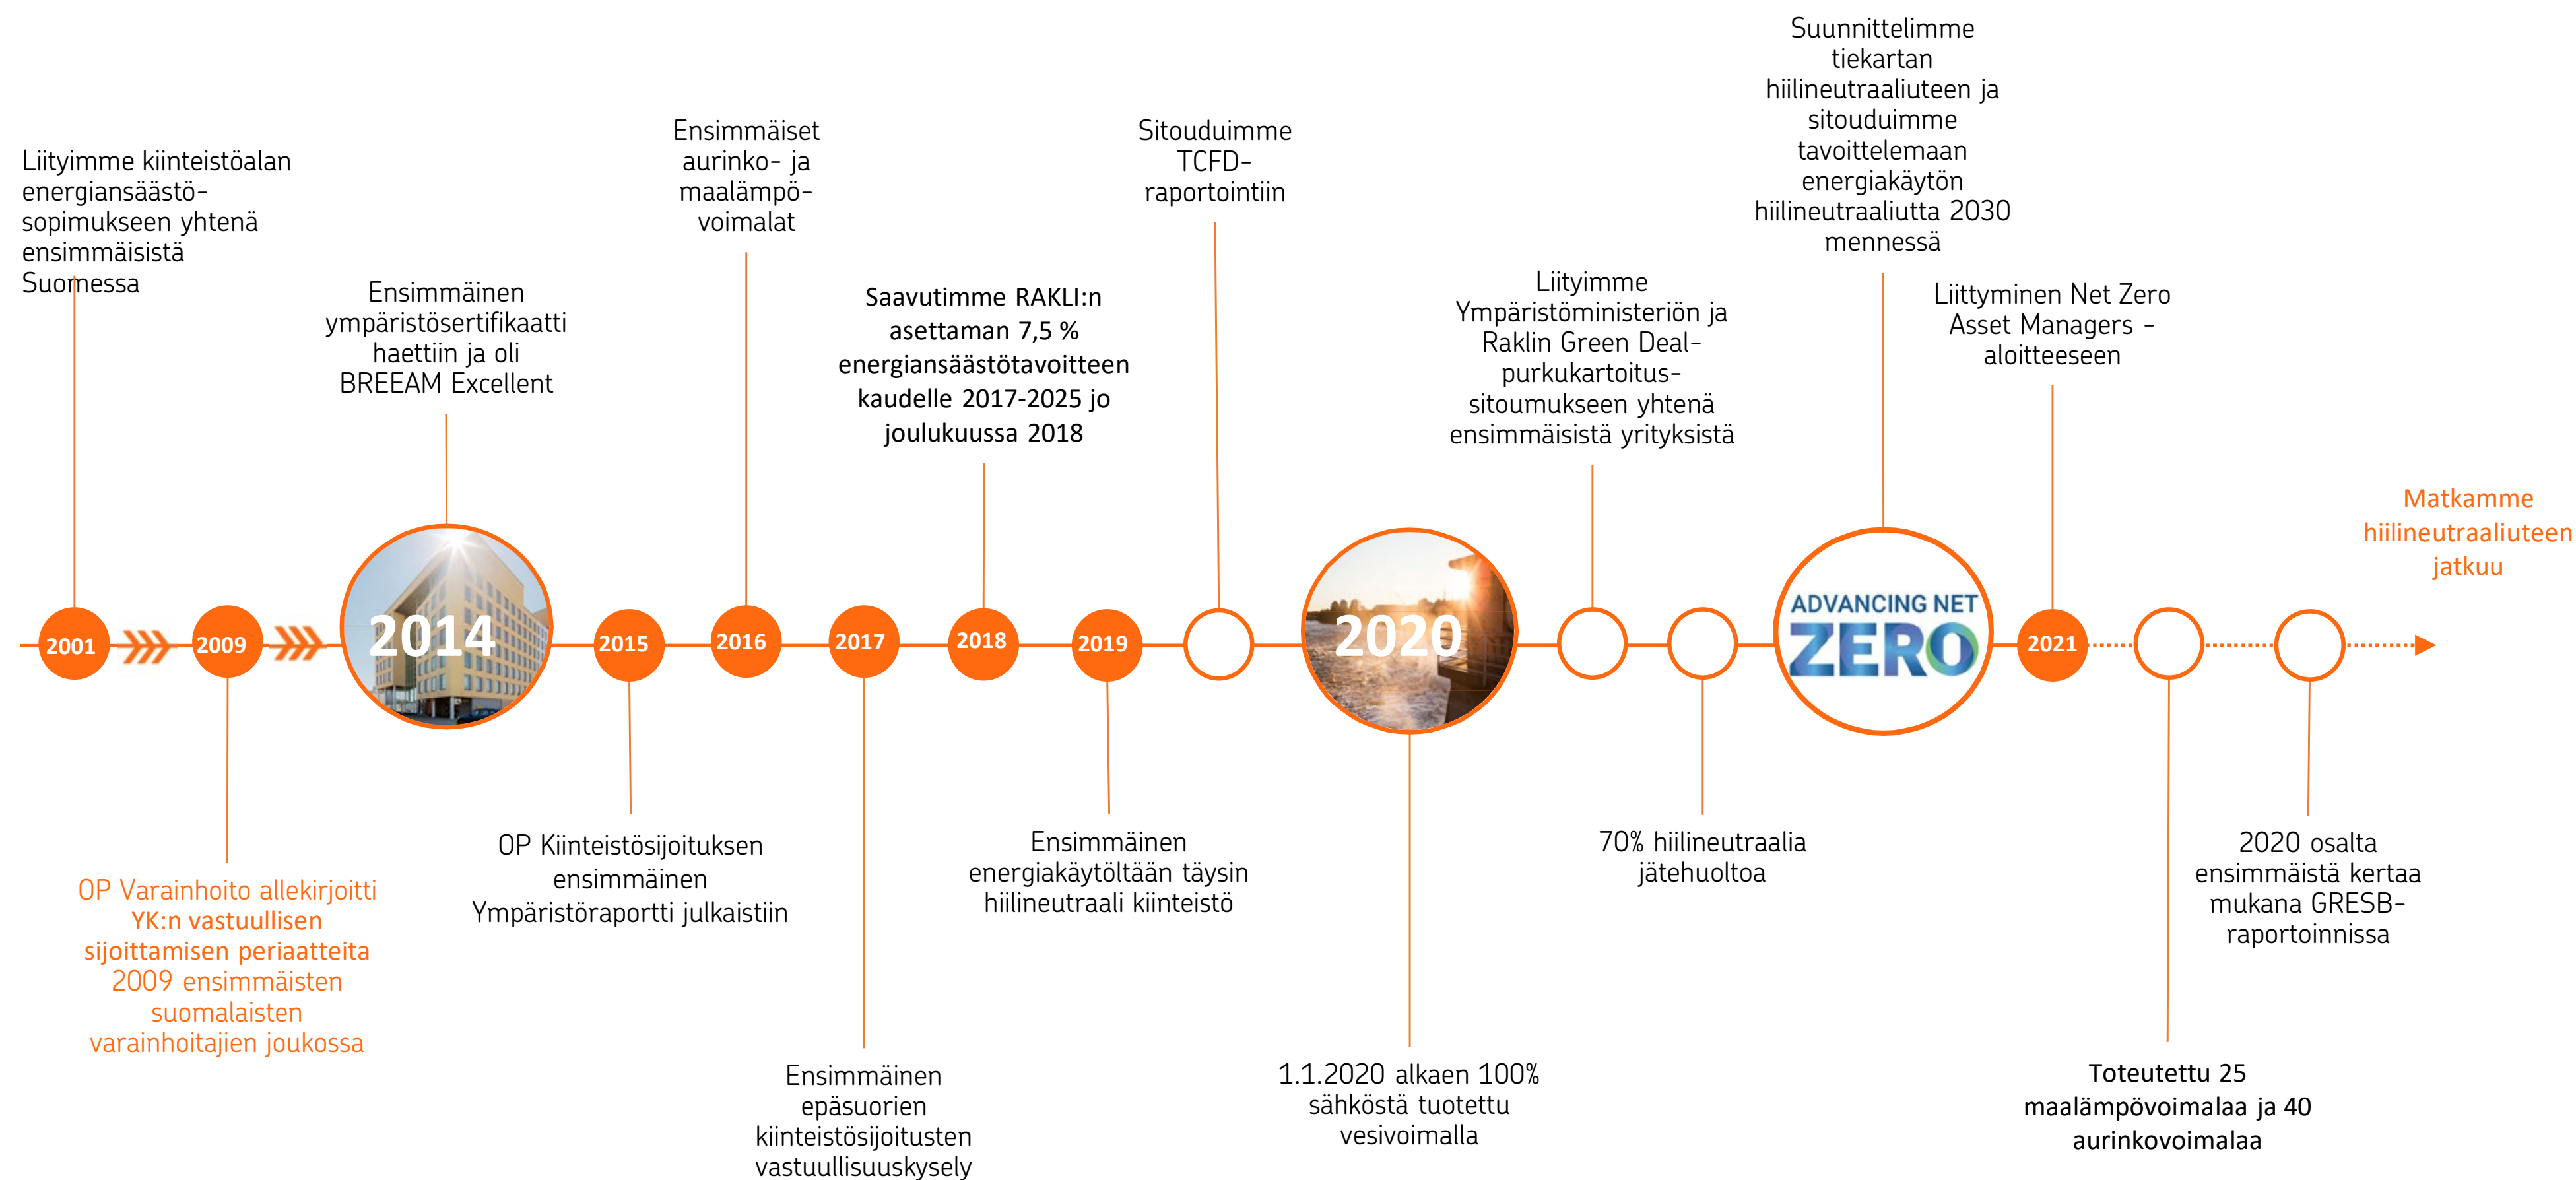 Liityimme kiinteistöalan
energiansäästö-
sopimukseen yhtenä
ensimmäisistä
Suomessa
Ensimmäinen
ympäristösertifikaatti
haettiin ja oli
BREEAM Excellent
Ensimmäiset
aurinko- ja
maalämpö-
voimalat
Saavutimme RAKLI:n
asettaman 7,5 %
energiansäästötavoitteen
kaudelle 2017-2025 jo
joulukuussa 2018
Sitouduimme
TCFD-
raportointiin
Liityimme
Ympäristöministeriön ja
Raklin Green Deal-
purkukartoitus-
sitoumukseen yhtenä
ensimmäisistä yrityksistä
Suunnittelimme
tiekartan
hiilineutraaliuteen ja
sitouduimme
tavoittelemaan
energiakäytön
hiilineutraaliutta 2030
mennessä
Liittyminen Net Zero
Asset Managers -
aloitteeseen
Matkamme
hiilineutraaliuteen
jatkuu
2001
2009
2014
2015
2016
2017
2018
2019
2020
ADVANCING NET
ZERO
2021
OP Varainhoito allekirjoitti
YK:n vastuullisen
sijoittamisen periaatteita
2009 ensimmäisten
suomalaisten
varainhoitajien joukossa
OP Kiinteistösijoituksen
ensimmäinen
Ympäristöraportti julkaistiin
Ensimmäinen
epäsuorien
kiinteistösijoitusten
vastuullisuuskysely
Ensimmäinen
energiakäytöltään täysin
hiilineutraali kiinteistö
1.1.2020 alkaen 100%
sähköstä tuotettu
vesivoimalla
70% hiilineutraalia
jätehuoltoa
Toteutettu 25
maalämpövoimalaa ja 40
aurinkovoimalaa
2020 osalta
ensimmäistä kertaa
mukana GRESB-
raportoinnissa